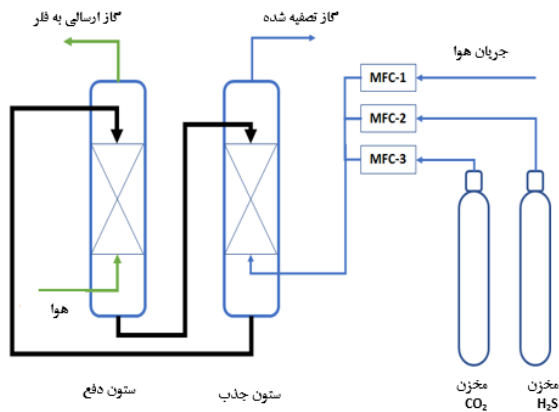 گاز ارسالی به فلر
گاز تصفیه شده
جریان هوا
MFC-1
MFC-2
MFC-3
هوا
ستون دفع
ستون جذب
مخزن
CO₂
مخزن
H₂S